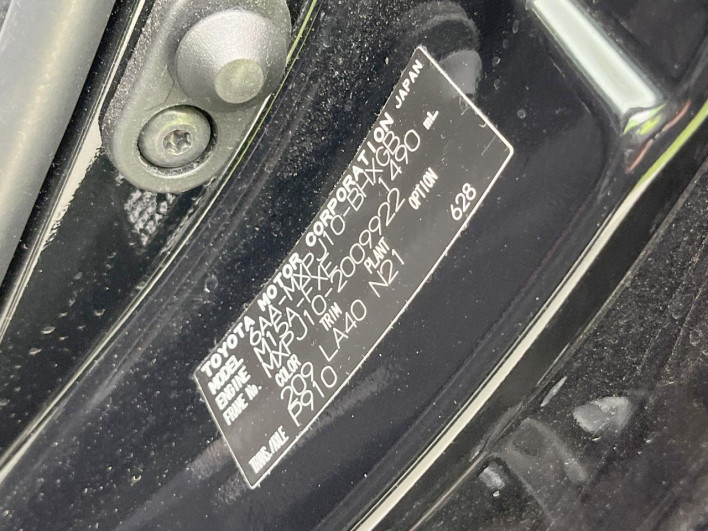 TOYOTA MOTOR CORPORATION JAPAN
MODEL 6AA-MXPJ10-BHXGB
ENGINE M15A-FXE 1490 mL
FRAME No. MXPJ10-2009922
COLOR TRIM PLANT OPTION
209 LA40 N21 628
TRANS./AXLE P910